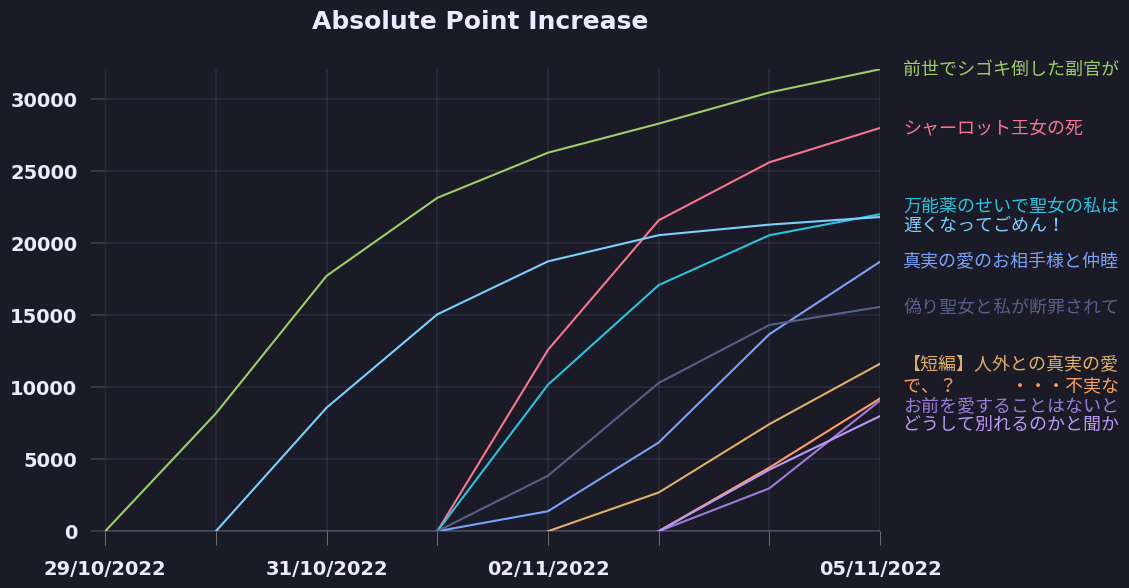 Absolute Point Increase
前世でシゴキ倒した副官が
30000
シャーロット王女の死
25000
万能薬のせいで聖女の私は
遅くなってごめん！
20000
真実の愛のお相手様と仲睦
15000
偽り聖女と私が断罪されて
【短編】人外との真実の愛
10000
で、？　　　・・・不実な
お前を愛することはないと
どうして別れるのかと聞か
5000
0
29/10/2022
31/10/2022
02/11/2022
05/11/2022